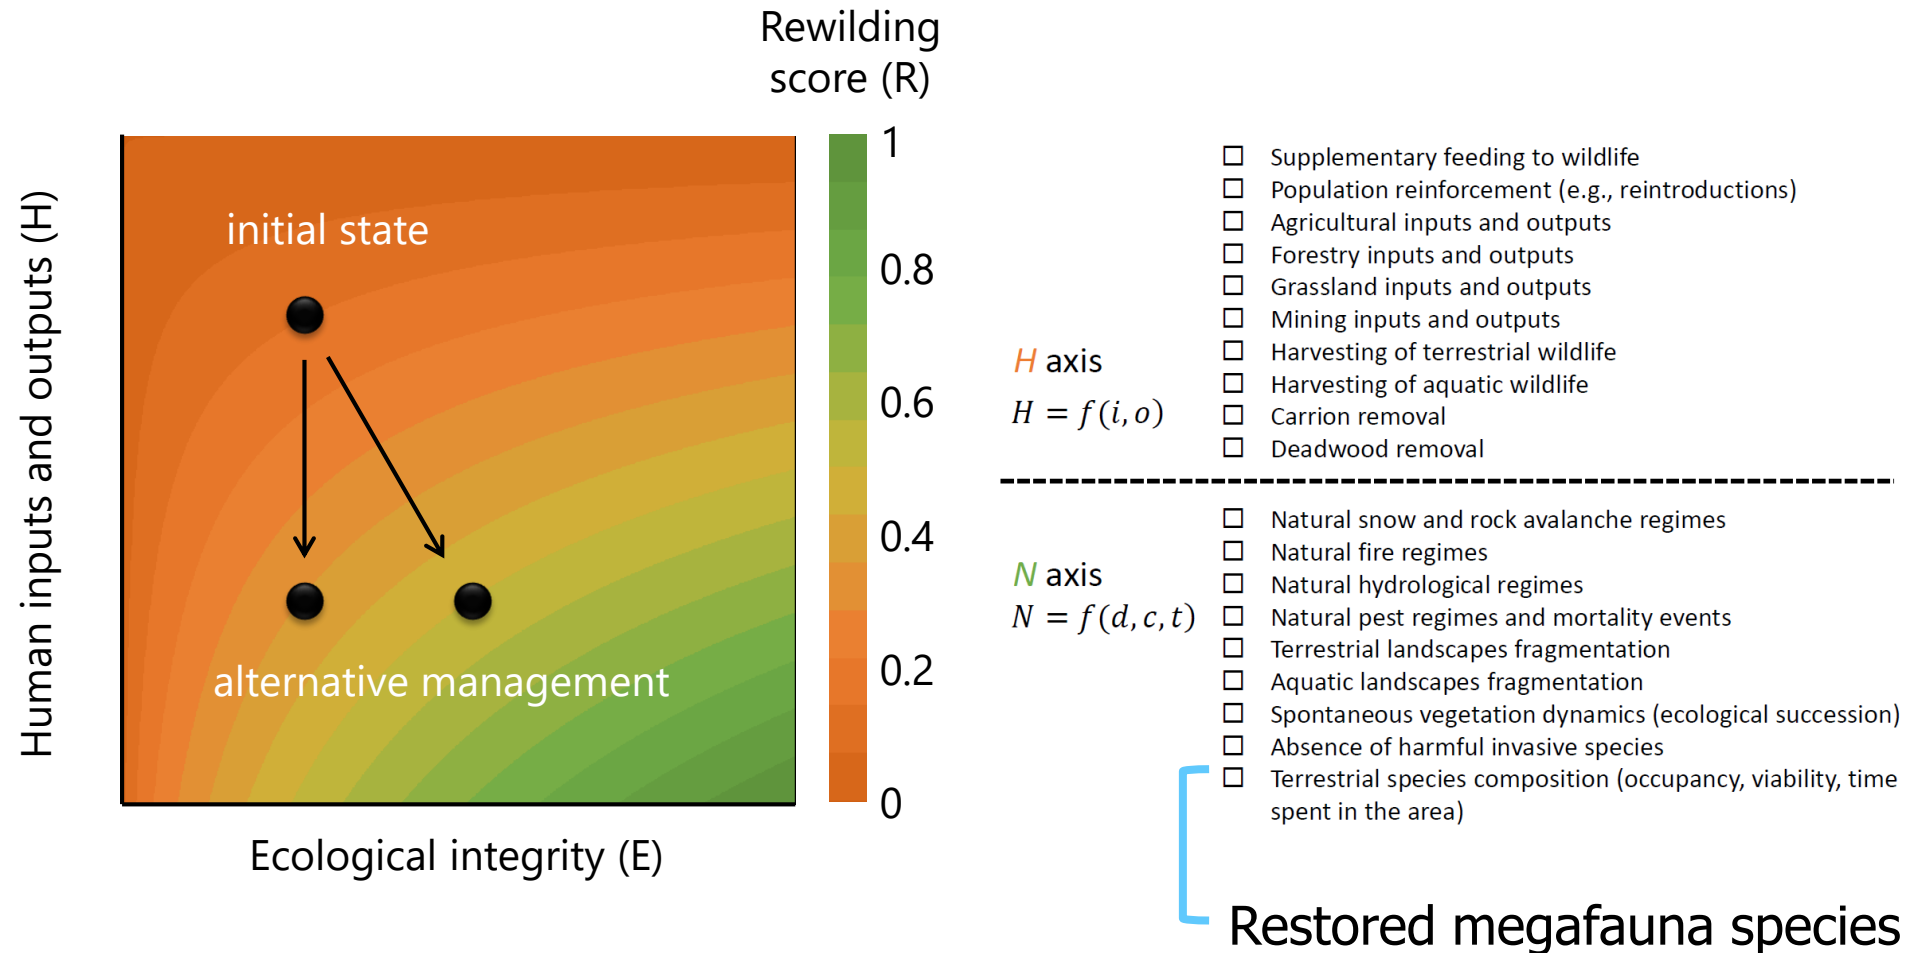 Rewilding
score (R)
Human inputs and outputs (H)
initial state
alternative management
Ecological integrity (E)
1
0.8
0.6
0.4
0.2
0
H axis
H = f(i, o)
☐ Supplementary feeding to wildlife
☐ Population reinforcement (e.g., reintroductions)
☐ Agricultural inputs and outputs
☐ Forestry inputs and outputs
☐ Grassland inputs and outputs
☐ Mining inputs and outputs
☐ Harvesting of terrestrial wildlife
☐ Harvesting of aquatic wildlife
☐ Carrion removal
☐ Deadwood removal
N axis
N = f(d, c, t)
☐ Natural snow and rock avalanche regimes
☐ Natural fire regimes
☐ Natural hydrological regimes
☐ Natural pest regimes and mortality events
☐ Terrestrial landscapes fragmentation
☐ Aquatic landscapes fragmentation
☐ Spontaneous vegetation dynamics (ecological succession)
☐ Absence of harmful invasive species
☐ Terrestrial species composition (occupancy, viability, time
spent in the area)
Restored megafauna species